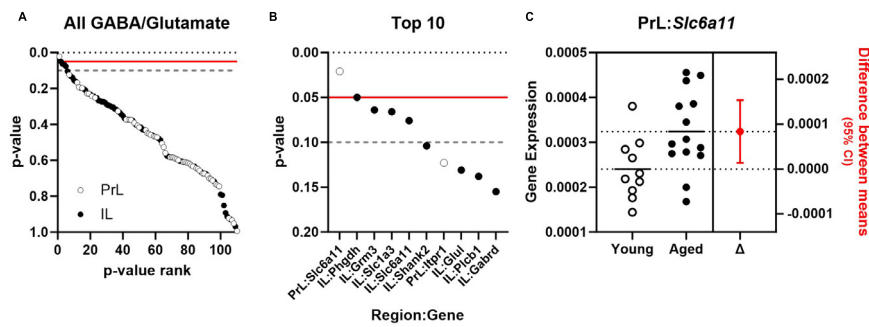 A
All GABA/Glutamate
p-value
0.0
0.2
0.4
0.6
0.8
1.0
PrL
IL
0
20
40
60
80
100
p-value rank
B
Top 10
p-value
0.00
0.05
0.10
0.15
0.20
PrL:Slc6a11
IL:Phgdh
IL:Grm3
IL:Slc1a3
IL:Slc6a11
IL:Shank2
PrL:Itpr1
IL:Glul
IL:Plcb1
IL:Gabrd
Region:Gene
C
PrL:Slc6a11
Gene Expression
0.0005
0.0004
0.0003
0.0002
0.0001
Young
Aged
Δ
0.0002
0.0001
0.0000
-0.0001
Difference between means
(95% CI)